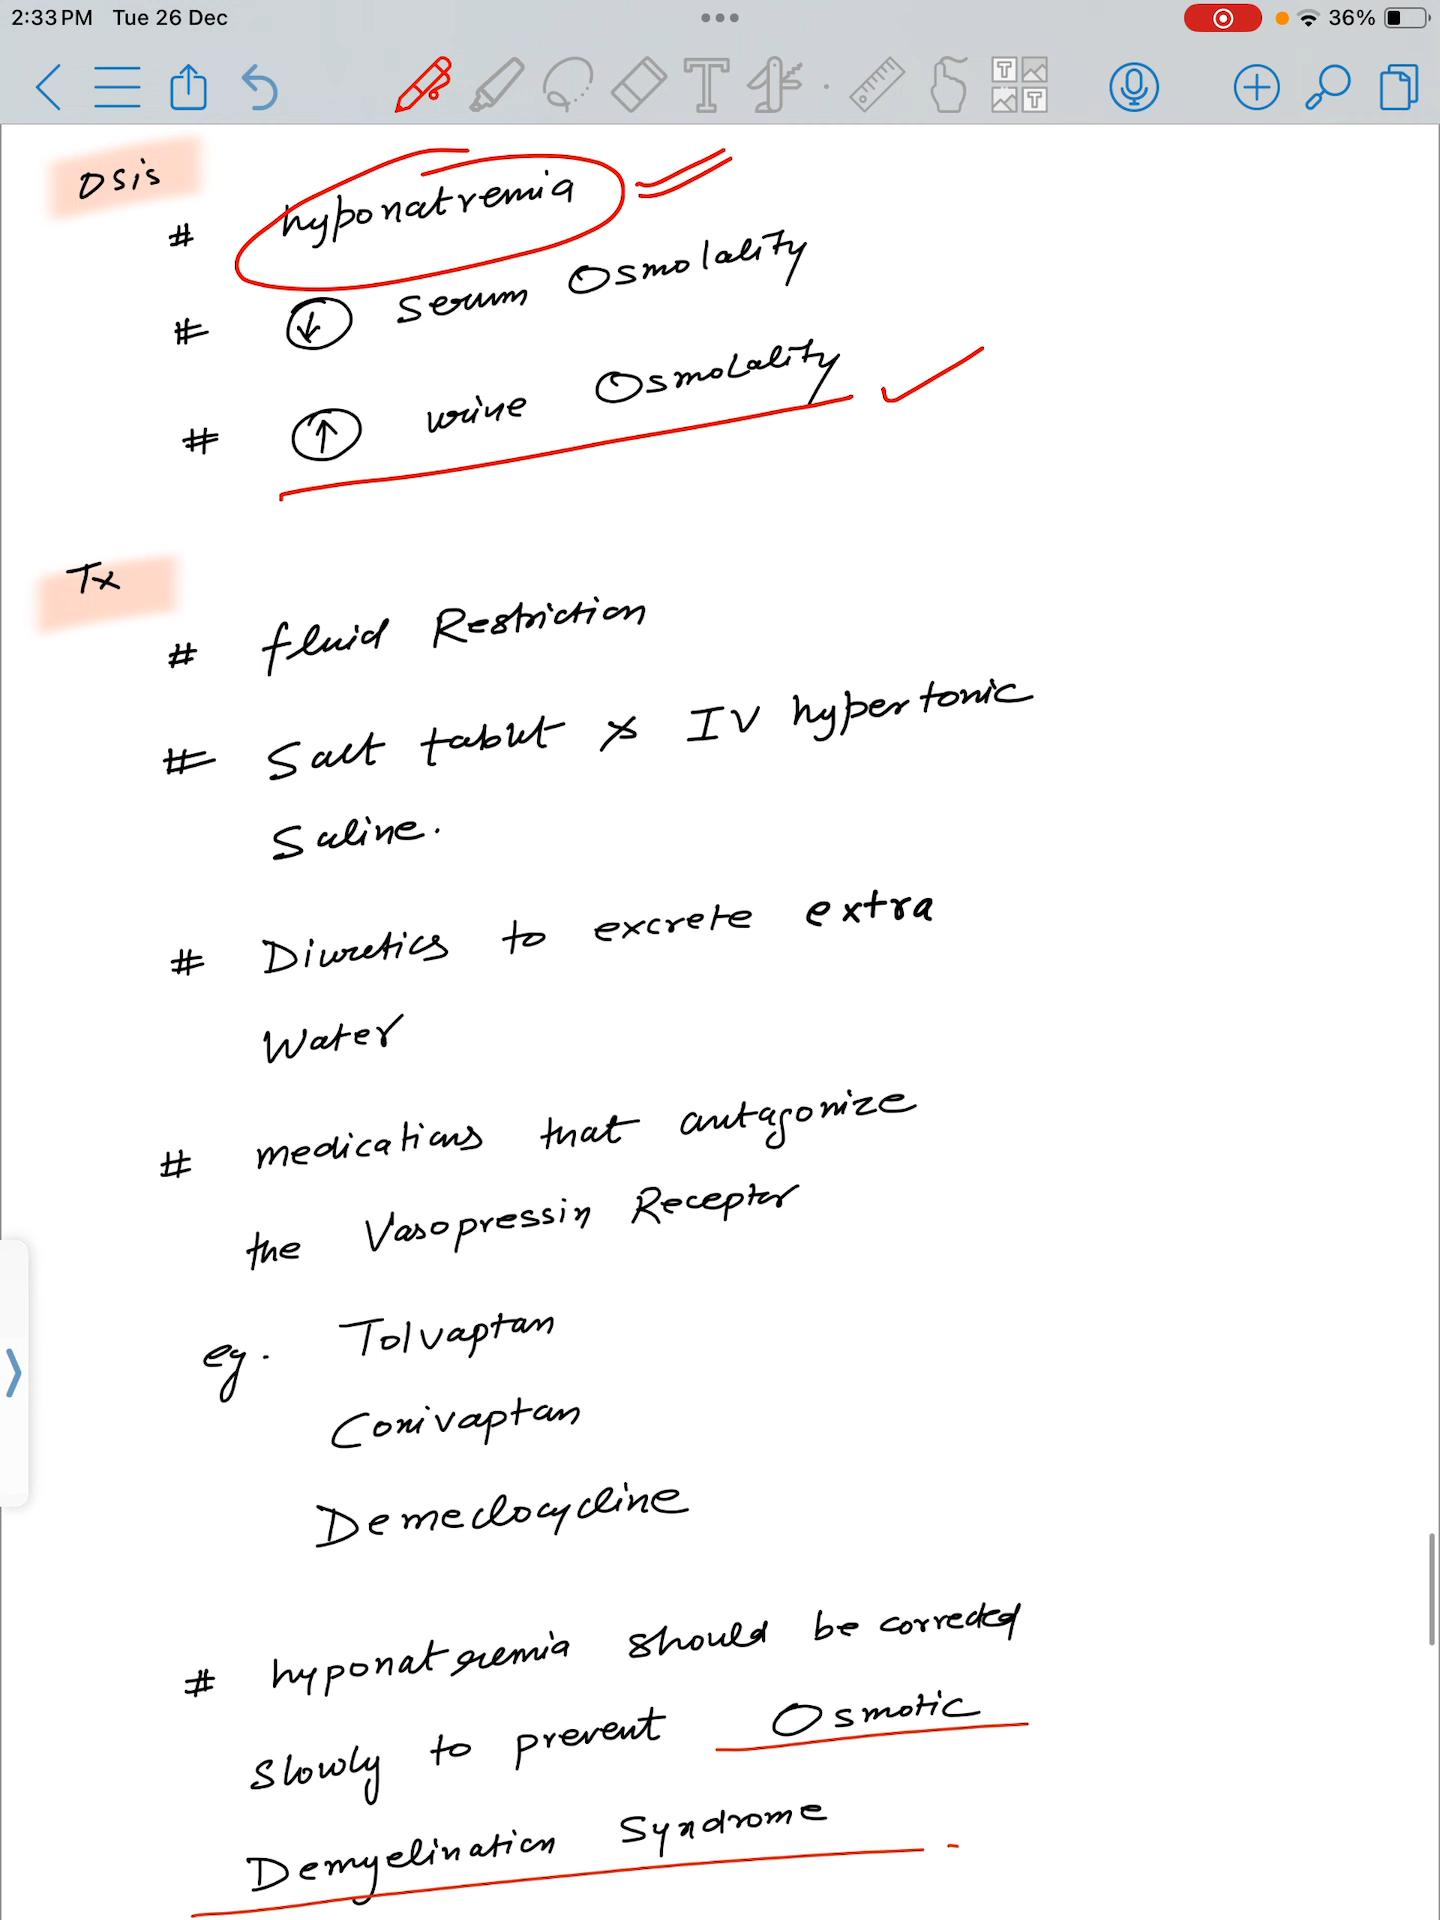 2:33 PM Tue 26 Dec
36%
Dsis
# hyponatremia
# ↓ serum Osmolality
# ↑ urine Osmolality
Tx
# fluid Restriction
# Salt tablet & IV hypertonic
Saline.
# Diuretics to excrete extra
Water
# medications that antagonize
the Vasopressin Receptor
eg. Tolvaptan
Conivaptan
Demeclocycline
# hyponatremia should be corrected
slowly to prevent Osmotic
Demyelination Syndrome